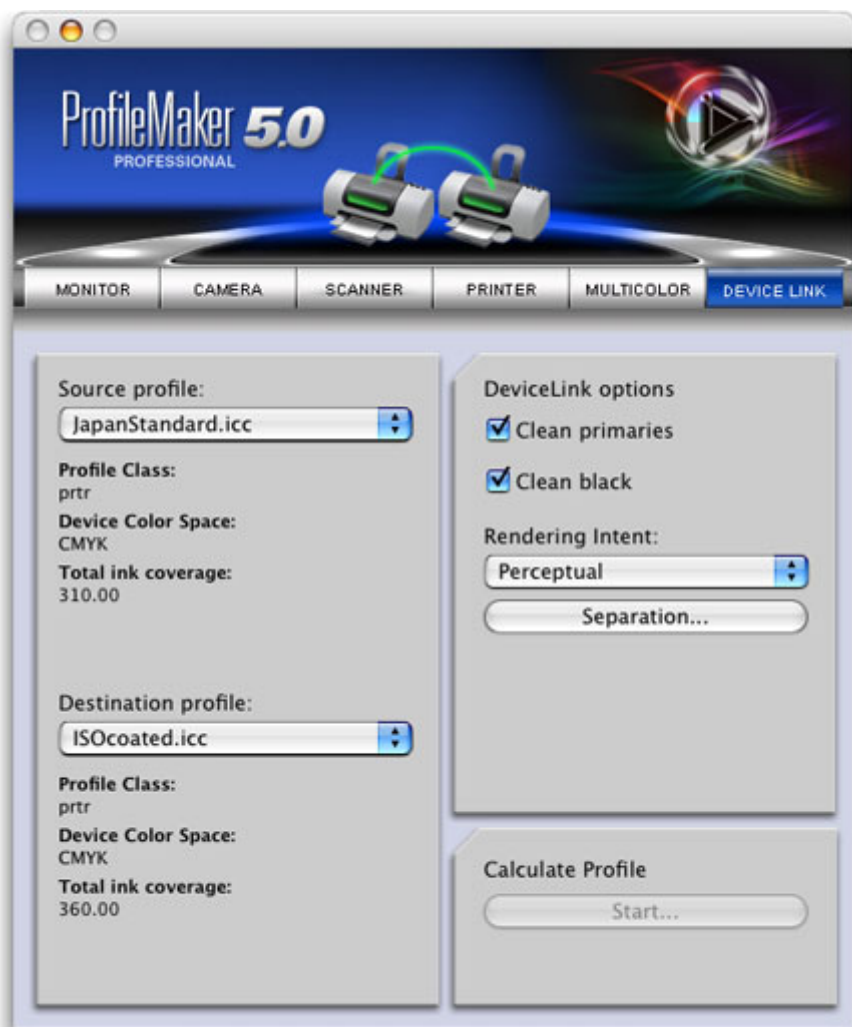 ProfileMaker 5.0
PROFESSIONAL
MONITOR
CAMERA
SCANNER
PRINTER
MULTICOLOR
DEVICE LINK
Source profile:
JapanStandard.icc
Profile Class:
prtr
Device Color Space:
CMYK
Total ink coverage:
310.00
Destination profile:
ISOcoated.icc
Profile Class:
prtr
Device Color Space:
CMYK
Total ink coverage:
360.00
DeviceLink options
Clean primaries
Clean black
Rendering Intent:
Perceptual
Separation...
Calculate Profile
Start...